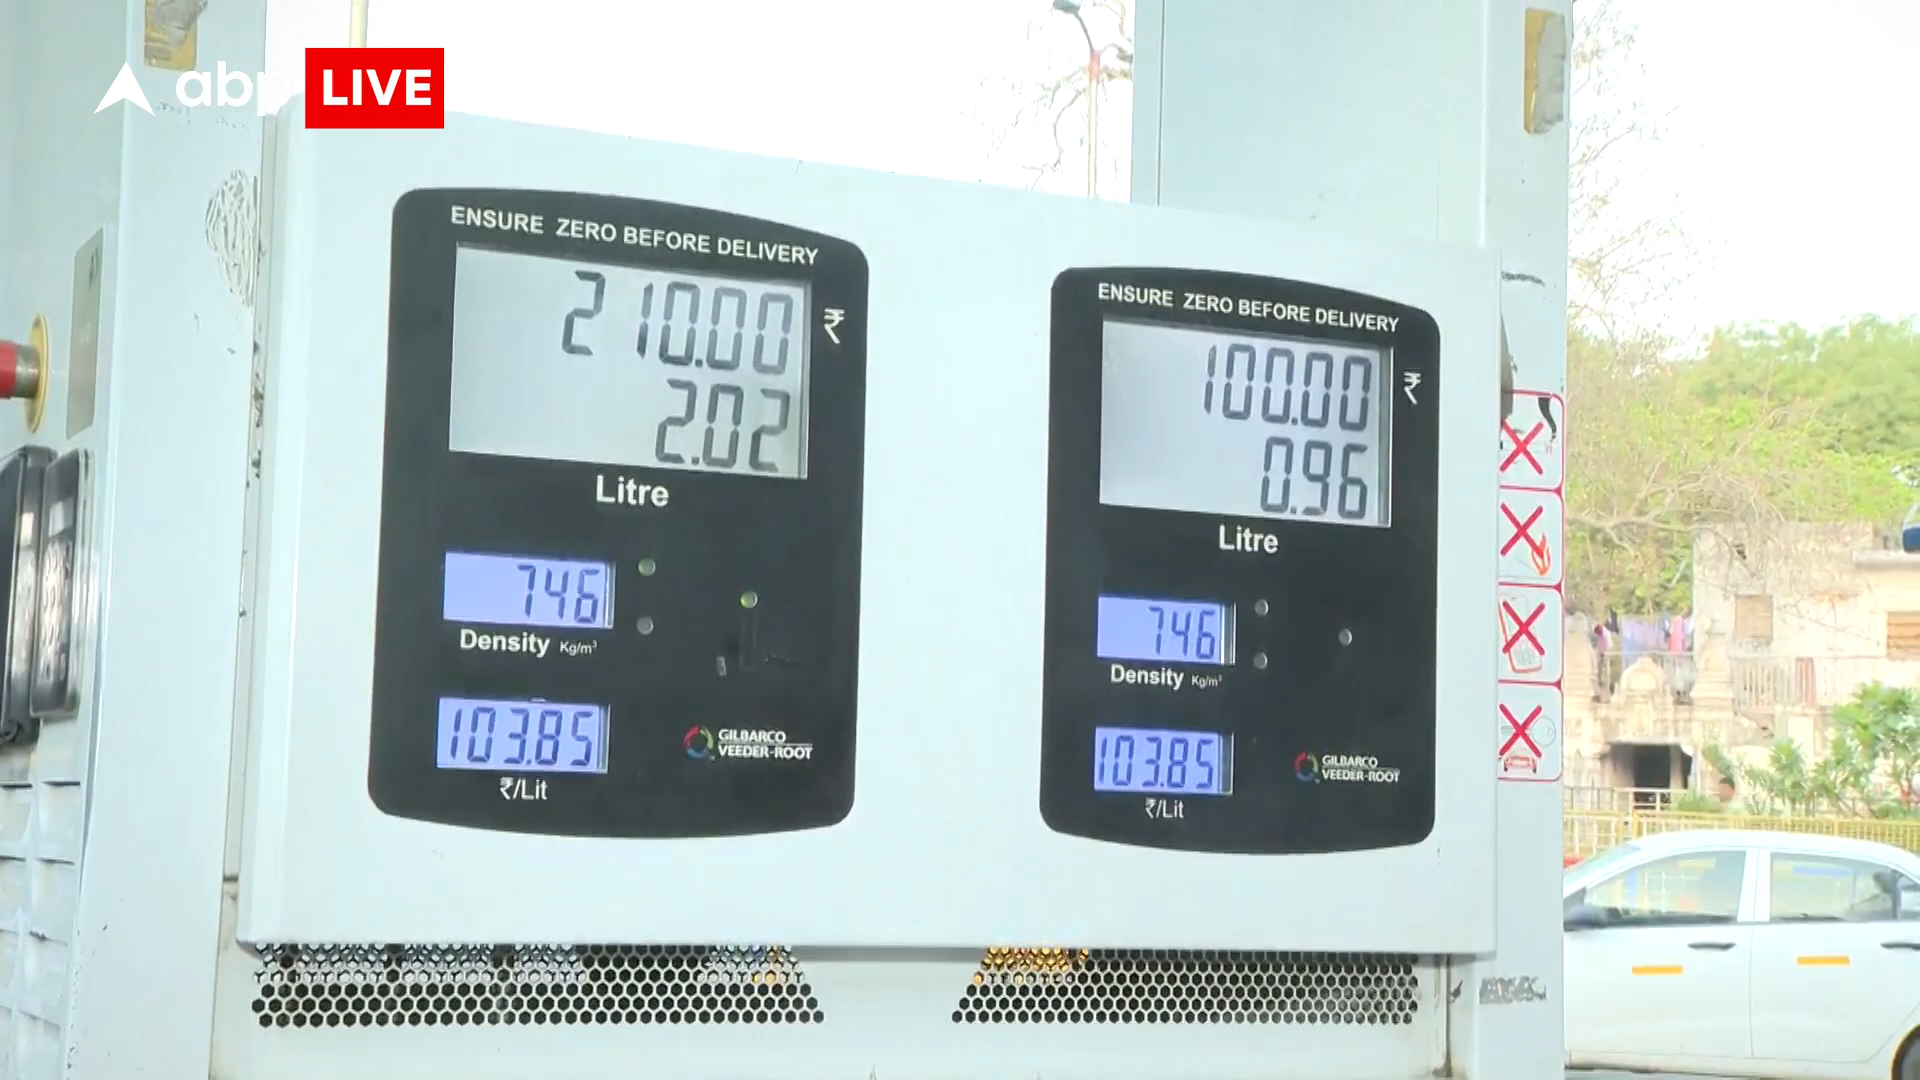 abp LIVE
ENSURE ZERO BEFORE DELIVERY
210.00
₹
2.02
Litre
746
Density Kg/m³
103.85
₹/Lit
GILBARCO
VEEDER-ROOT
ENSURE ZERO BEFORE DELIVERY
100.00
₹
0.96
Litre
746
Density Kg/m³
103.85
₹/Lit
GILBARCO
VEEDER-ROOT